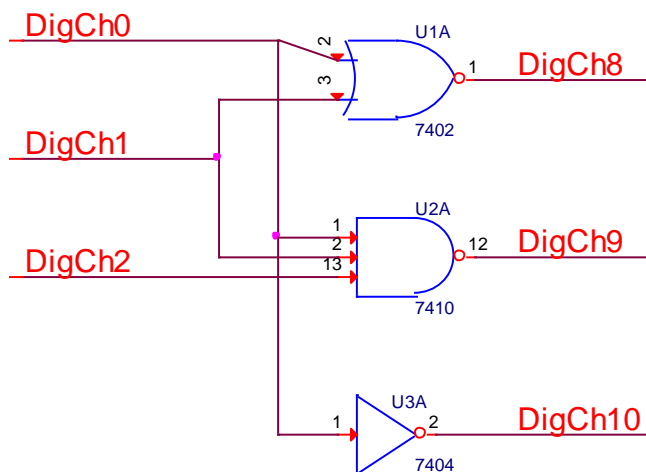 DigCh0
U1A
2
3
1
DigCh8
7402
DigCh1
U2A
1
2
13
12
DigCh9
DigCh2
7410
U3A
1
2
DigCh10
7404